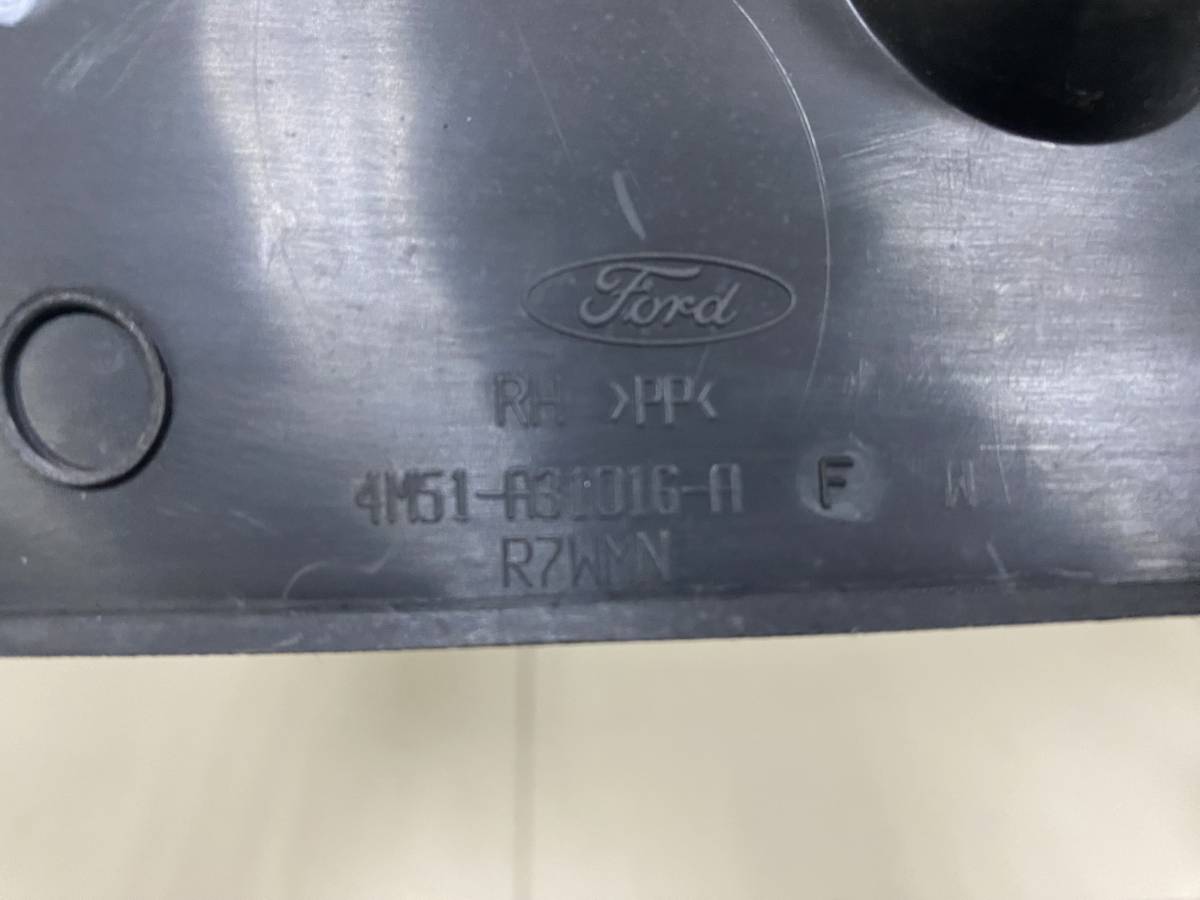 Ford
RH >PP<
4M51-A31016-A F W
R7WMN